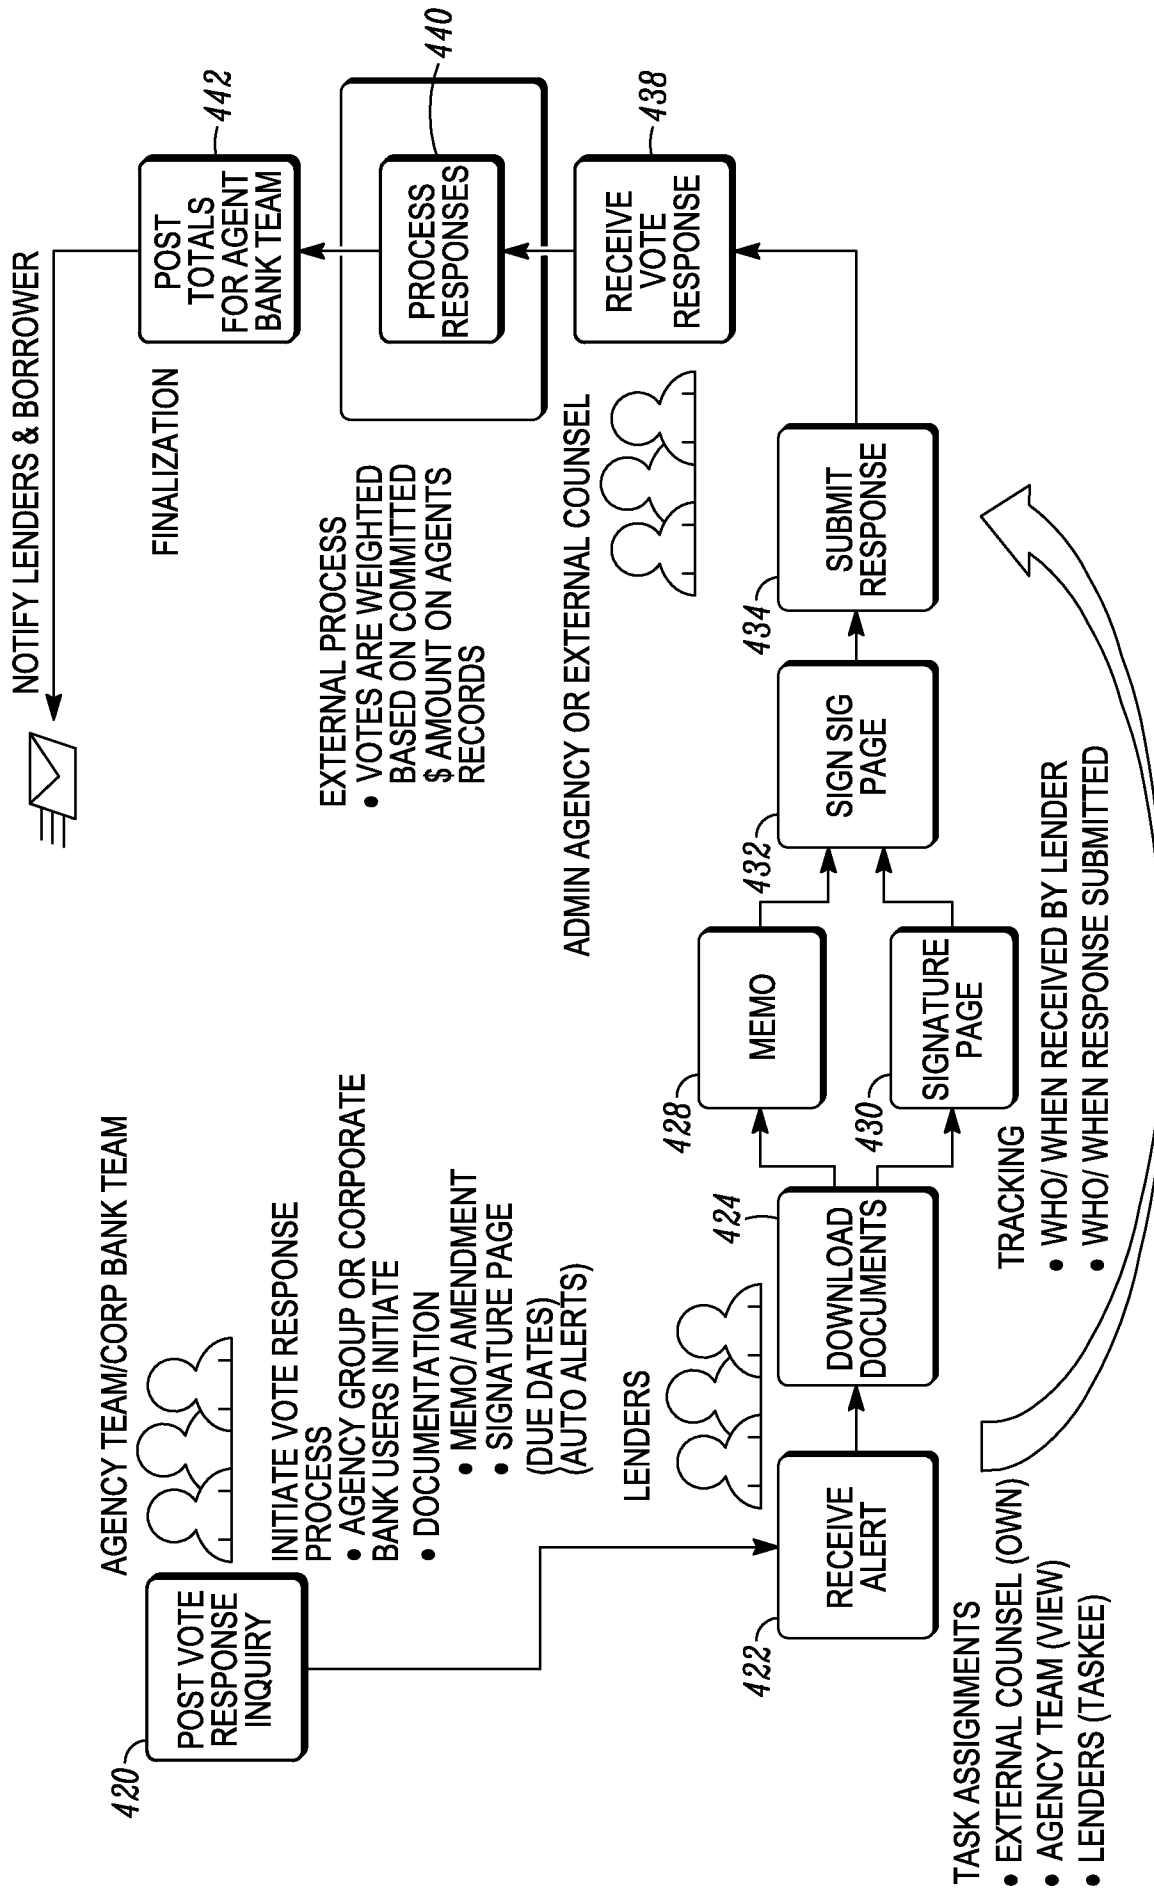 AGENCY TEAM/CORP BANK TEAM
420
POST VOTE
RESPONSE
INQUIRY
INITIATE VOTE RESPONSE
PROCESS
• AGENCY GROUP OR CORPORATE
BANK USERS INITIATE
• DOCUMENTATION
• MEMO/ AMENDMENT
• SIGNATURE PAGE
(DUE DATES)
(AUTO ALERTS)
LENDERS
422
RECEIVE
ALERT
424
DOWNLOAD
DOCUMENTS
428
MEMO
430
SIGNATURE
PAGE
432
SIGN SIG
PAGE
434
SUBMIT
RESPONSE
TASK ASSIGNMENTS
• EXTERNAL COUNSEL (OWN)
• AGENCY TEAM (VIEW)
• LENDERS (TASKEE)
TRACKING
• WHO/ WHEN RECEIVED BY LENDER
• WHO/ WHEN RESPONSE SUBMITTED
ADMIN AGENCY OR EXTERNAL COUNSEL
438
RECEIVE
VOTE
RESPONSE
EXTERNAL PROCESS
• VOTES ARE WEIGHTED
BASED ON COMMITTED
$ AMOUNT ON AGENTS
RECORDS
440
PROCESS
RESPONSES
FINALIZATION
442
POST
TOTALS
FOR AGENT
BANK TEAM
NOTIFY LENDERS & BORROWER